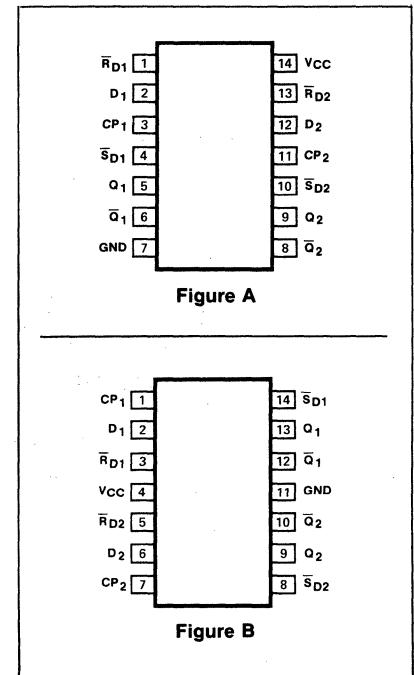 R̅D1 1 14 VCC
D1 2 13 R̅D2
CP1 3 12 D2
S̅D1 4 11 CP2
Q1 5 10 S̅D2
Q̅1 6 9 Q2
GND 7 8 Q̅2
Figure A
CP1 1 14 S̅D1
D1 2 13 Q1
R̅D1 3 12 Q̅1
VCC 4 11 GND
R̅D2 5 10 Q̅2
D2 6 9 Q2
CP2 7 8 S̅D2
Figure B